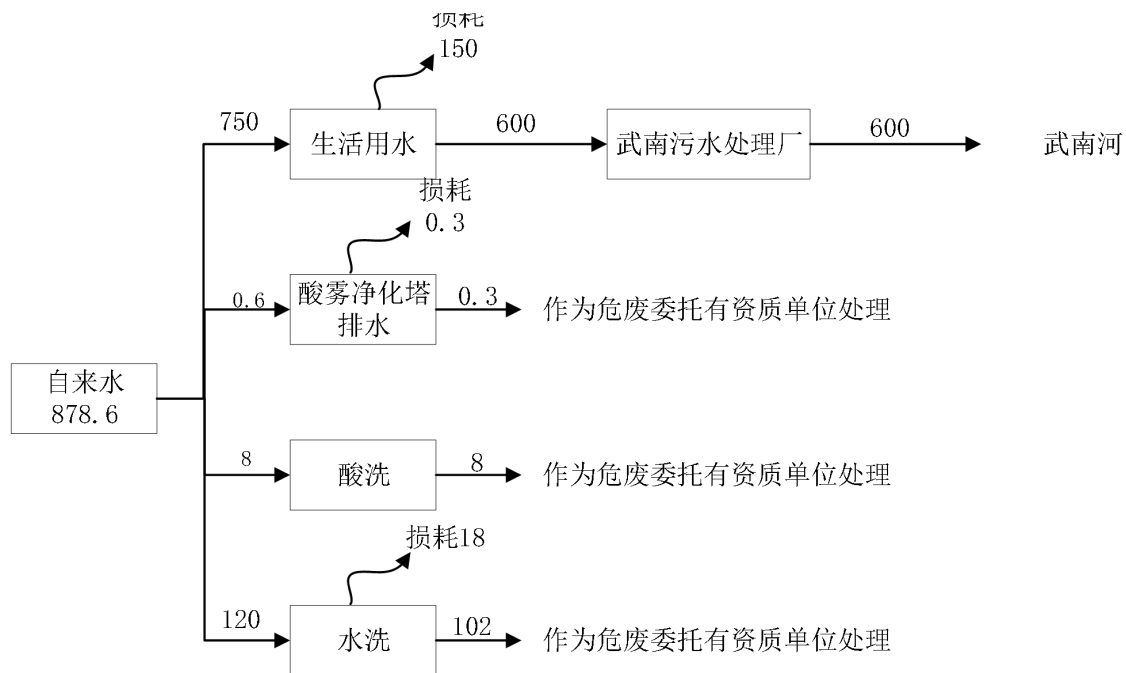 损耗
150
750
生活用水
600
武南污水处理厂
600
武南河
损耗
0.3
0.6
酸雾净化塔
排水
0.3
作为危废委托有资质单位处理
自来水
878.6
8
酸洗
8
作为危废委托有资质单位处理
损耗18
120
水洗
102
作为危废委托有资质单位处理